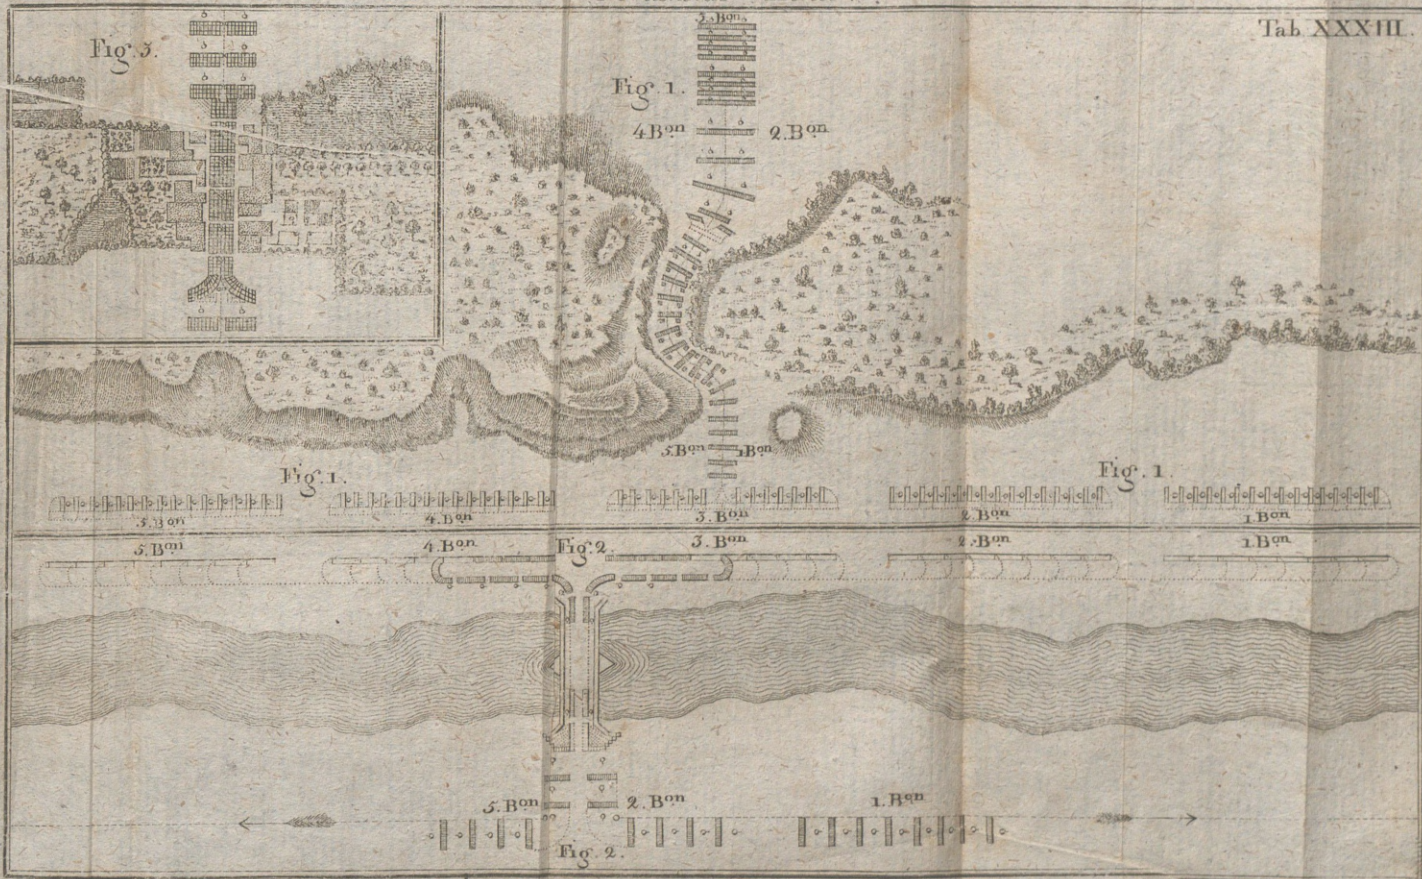 Tab XXXIII.
Fig. 3.
3. Bon
Fig. 1.
4 Bon 2. Bon
5. Bon 1 Bon
Fig. 1. Fig. 1.
5. Bon 4. Bon 3. Bon 2. Bon 1. Bon
5. Bon 4. Bon Fig. 2. 3. Bon 2. Bon 1. Bon
5. Bon 2. Bon 1. Bon
Fig. 2.